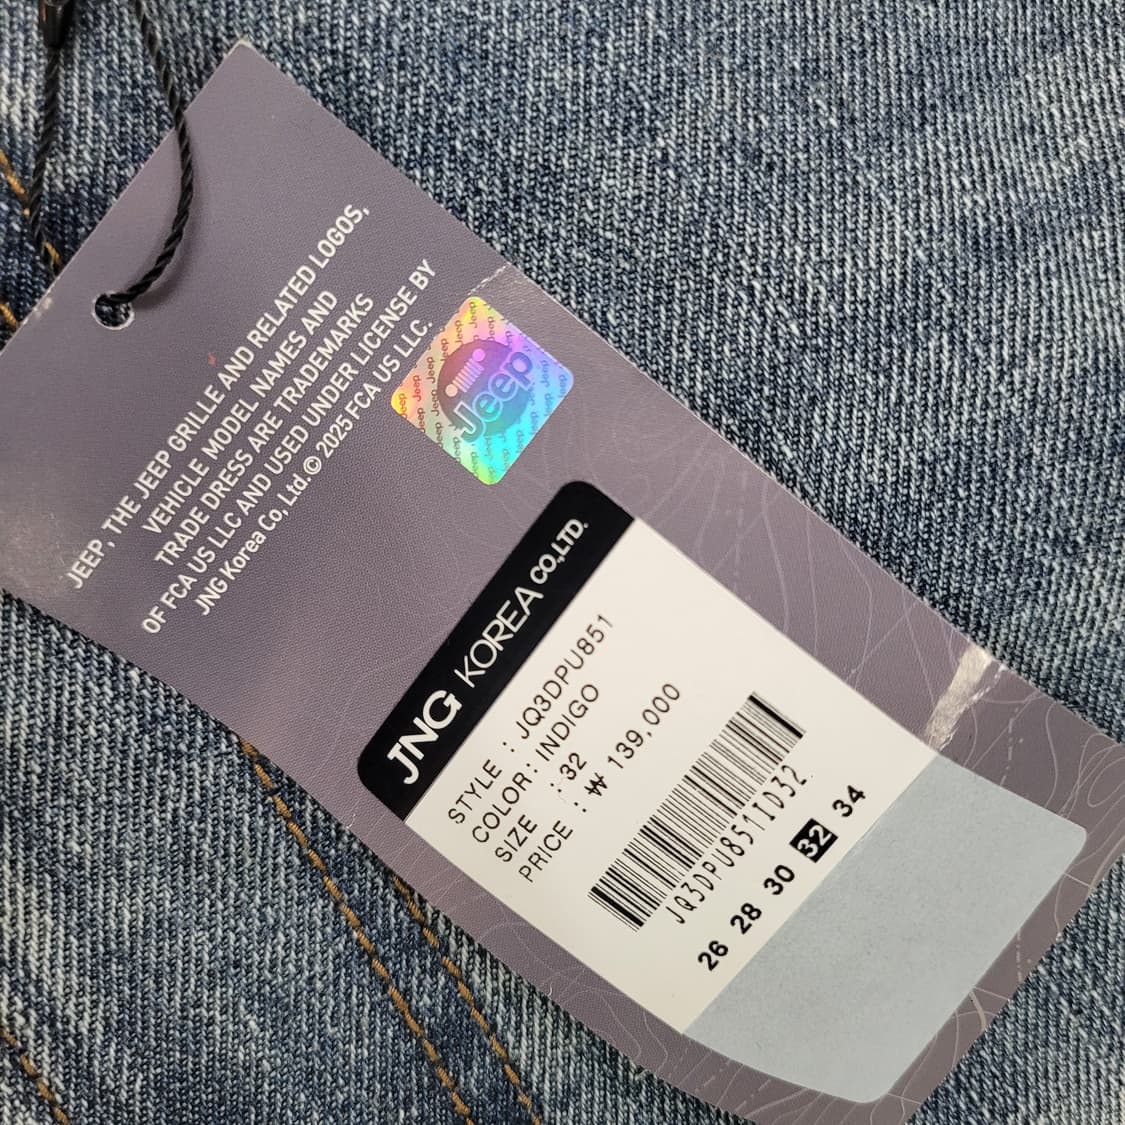 JEEP, THE JEEP GRILLE AND RELATED LOGOS,
VEHICLE MODEL NAMES AND
TRADE DRESS ARE TRADEMARKS
OF FCA US LLC AND USED UNDER LICENSE BY
JNG Korea Co, Ltd.© 2025 FCA US LLC.
Jeep
JNG KOREA CO,LTD.
STYLE : JQ3DPU851
COLOR: INDIGO
SIZE : 32
PRICE : ₩ 139,000
JQ3DPU851ID32
26 28 30 32 34